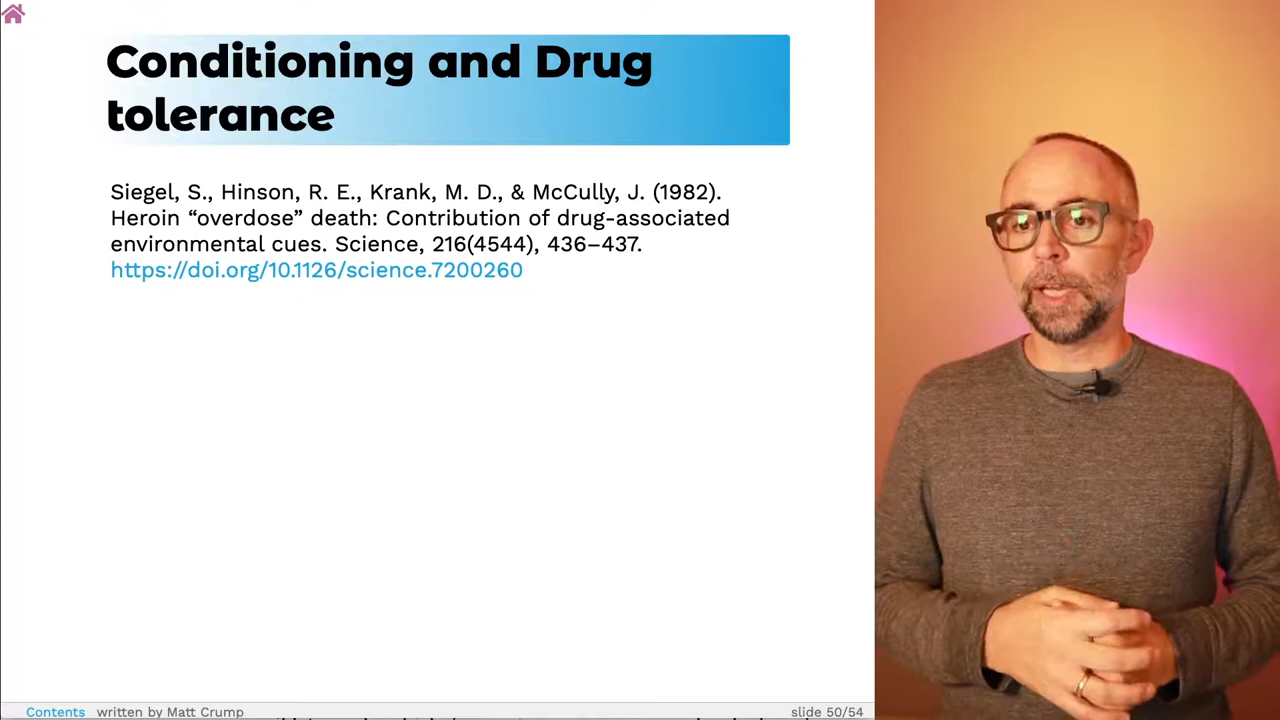 Conditioning and Drug
tolerance
Siegel, S., Hinson, R. E., Krank, M. D., & McCully, J. (1982).
Heroin “overdose” death: Contribution of drug-associated
environmental cues. Science, 216(4544), 436–437.
https://doi.org/10.1126/science.7200260
Contents written by Matt Crump slide 50/54